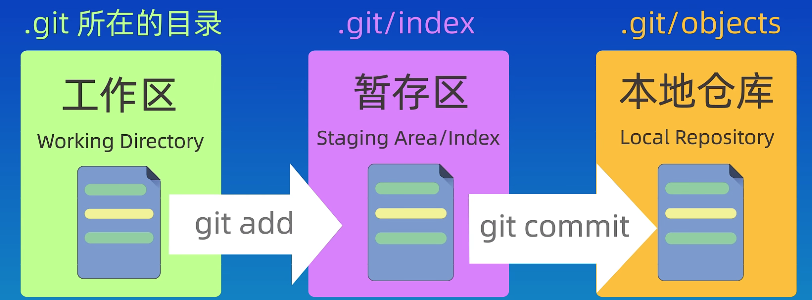 .git 所在的目录
.git/index
.git/objects
工作区
暂存区
本地仓库
Working Directory
Staging Area/Index
Local Repository
git add
git commit